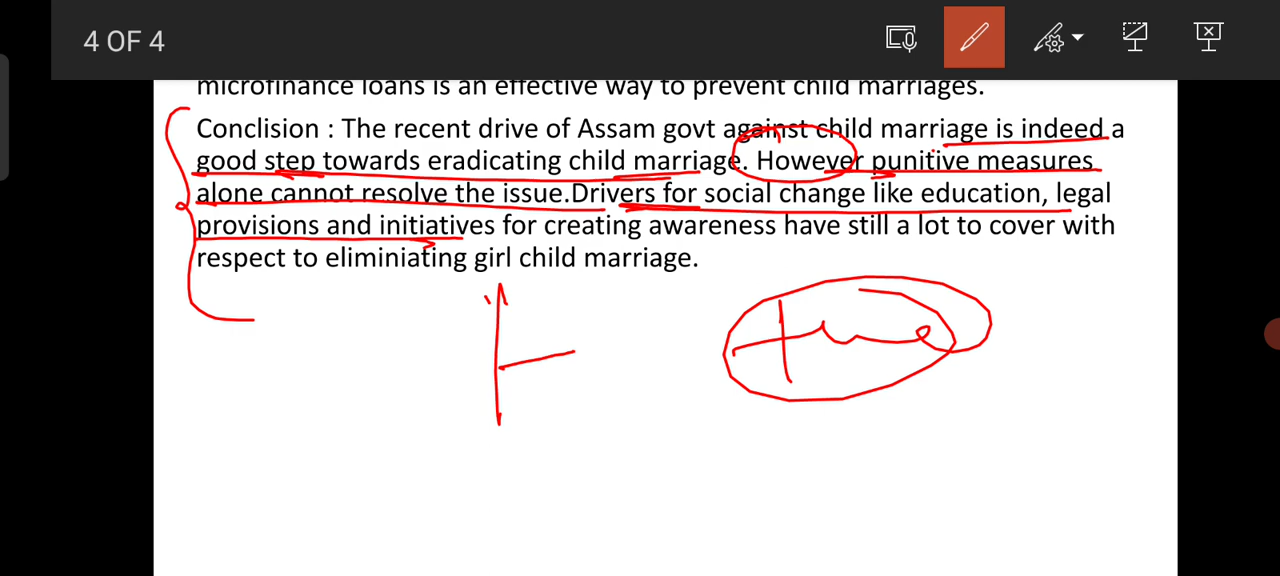 4 OF 4
microfinance loans is an effective way to prevent child marriages.
Conclision : The recent drive of Assam govt against child marriage is indeed a
good step towards eradicating child marriage. However punitive measures
alone cannot resolve the issue.Drivers for social change like education, legal
provisions and initiatives for creating awareness have still a lot to cover with
respect to eliminiating girl child marriage.